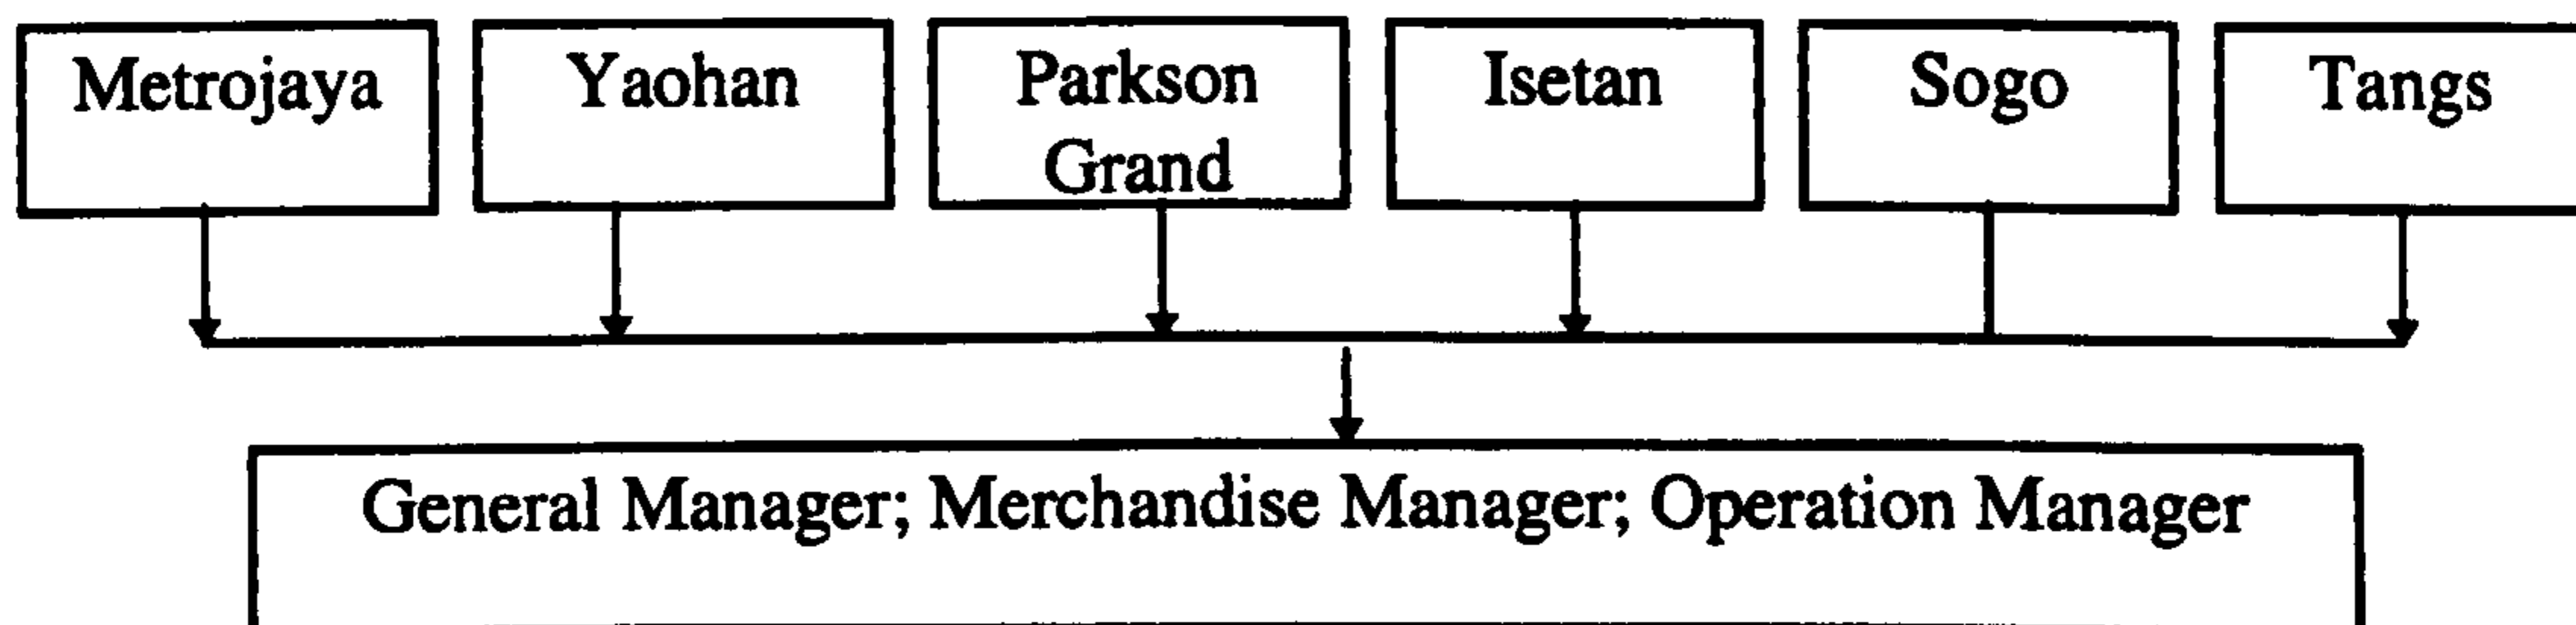 Metrojaya
Yaohan
Parkson
Grand
Isetan
Sogo
Tangs
General Manager; Merchandise Manager; Operation Manager